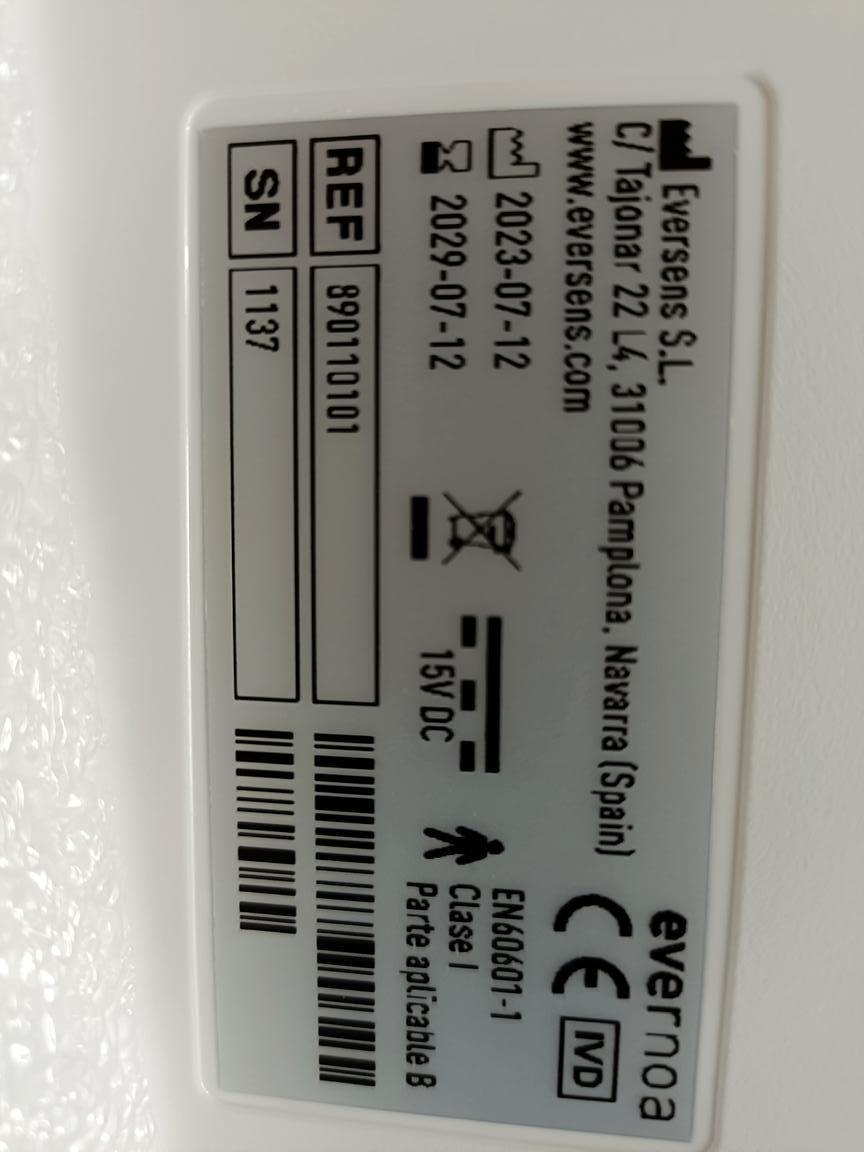 Eversens S.L.
C/ Tajonar 22 L4, 31006 Pamplona, Navarra (Spain)
www.eversens.com
evernoa
CE IVD
2023-07-12
2029-07-12
15V DC
EN60601-1
Clase I
Parte aplicable B
REF 890110101
SN 1137